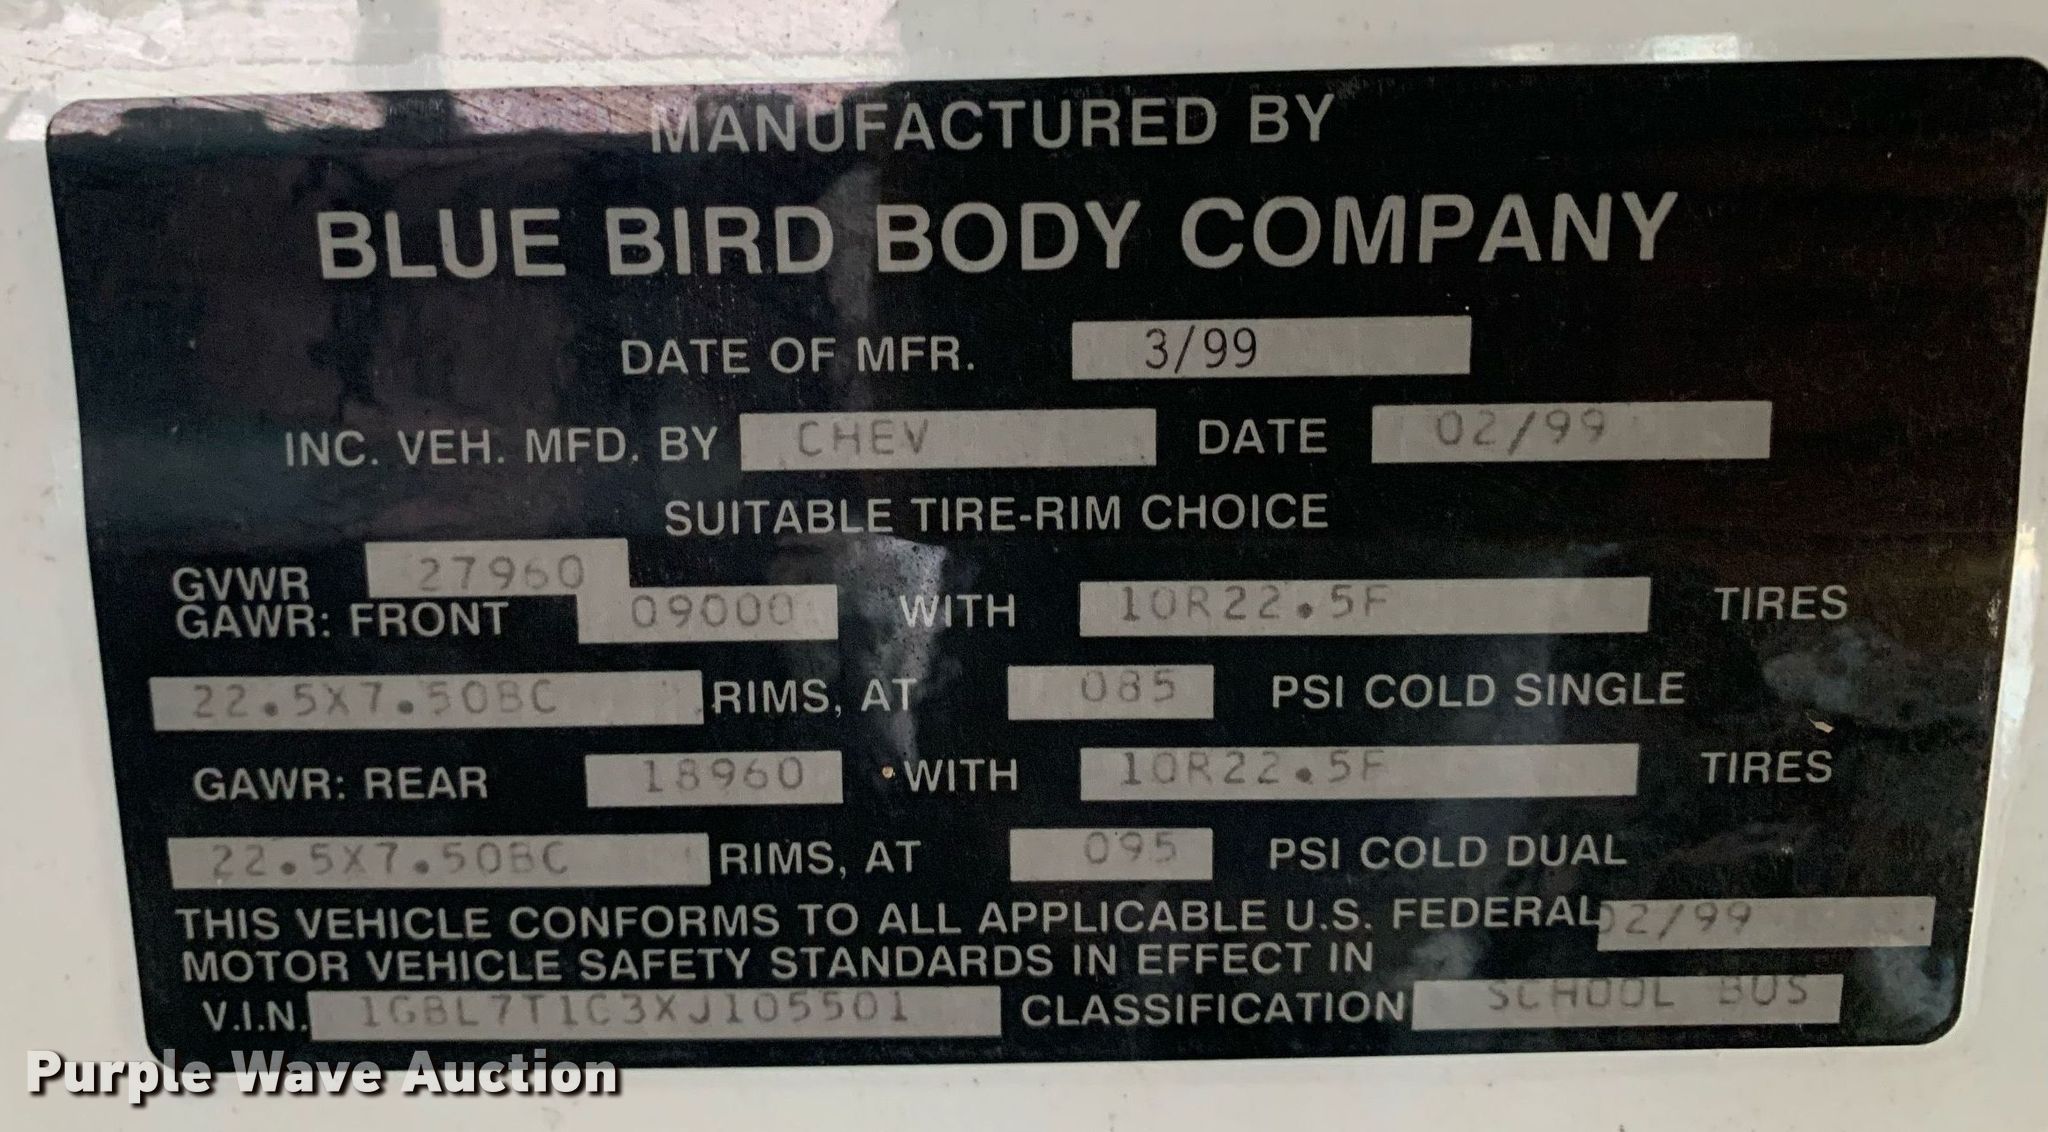 MANUFACTURED BY
BLUE BIRD BODY COMPANY
DATE OF MFR. 3/99
INC. VEH. MFD. BY CHEV DATE 02/99
SUITABLE TIRE-RIM CHOICE
GVWR 27960
GAWR: FRONT 09000 WITH 10R22.5F TIRES
22.5X7.50BC RIMS, AT 085 PSI COLD SINGLE
GAWR: REAR 18960 WITH 10R22.5F TIRES
22.5X7.50BC RIMS, AT 095 PSI COLD DUAL
THIS VEHICLE CONFORMS TO ALL APPLICABLE U.S. FEDERAL 02/99
MOTOR VEHICLE SAFETY STANDARDS IN EFFECT IN
V.I.N. 1GBL7T1C3XJ105501 CLASSIFICATION SCHOOL BUS
Purple Wave Auction